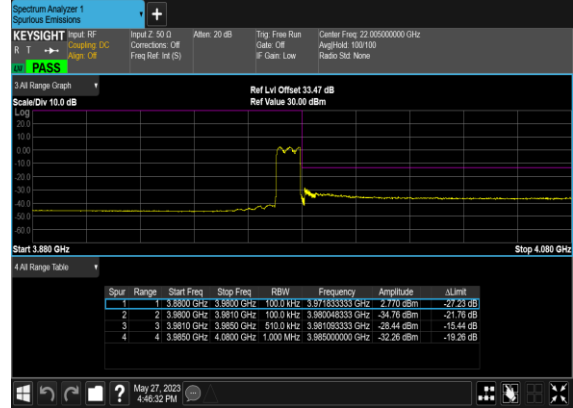 Spectrum Analyzer 1
Spurious Emissions
+
KEYSIGHT Input: RF Input Z: 50 Ω Atten: 20 dB Trig: Free Run Center Freq: 22.005000000 GHz
R T Coupling: DC Corrections: Off Gate: Off Avg|Hold: 100/100
Align: Off Freq Ref: Int (S) IF Gain: Low Radio Std: None
PASS
3 All Range Graph
Ref Lvl Offset 33.47 dB
Scale/Div 10.0 dB Ref Value 30.00 dBm
Log
20.0
10.0
0.00
-10.0
-20.0
-30.0
-40.0
-50.0
-60.0
Start 3.880 GHz Stop 4.080 GHz
4 All Range Table
Spur Range Start Freq Stop Freq RBW Frequency Amplitude ΔLimit
1 1 3.8800 GHz 3.9800 GHz 100.0 kHz 3.971833333 GHz 2.770 dBm -27.23 dB
2 2 3.9800 GHz 3.9810 GHz 100.0 kHz 3.980048333 GHz -34.76 dBm -21.76 dB
3 3 3.9810 GHz 3.9850 GHz 510.0 kHz 3.981093333 GHz -28.44 dBm -15.44 dB
4 4 3.9850 GHz 4.0800 GHz 1.000 MHz 3.985000000 GHz -32.26 dBm -19.26 dB
? May 27, 2023
4:46:32 PM